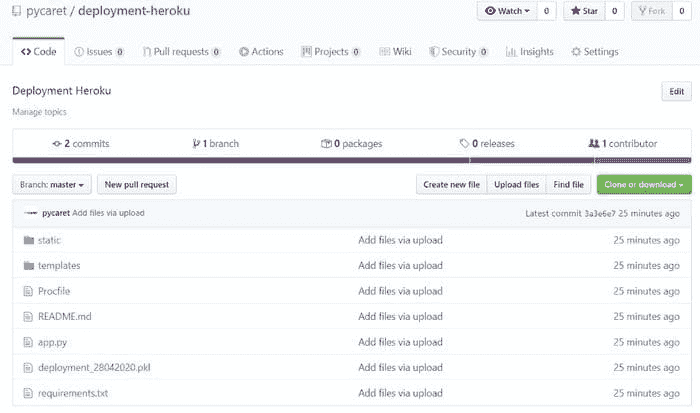 pycaret / deployment-heroku Watch 0 Star 0 Fork 0
Code Issues 0 Pull requests 0 Actions Projects 0 Wiki Security 0 Insights Settings
Deployment Heroku Edit
Manage topics
2 commits 1 branch 0 packages 0 releases 1 contributor
Branch: master New pull request Create new file Upload files Find file Clone or download
pycaret Add files via upload Latest commit 3a3e6e7 25 minutes ago
static Add files via upload 25 minutes ago
templates Add files via upload 25 minutes ago
Procfile Add files via upload 25 minutes ago
README.md Add files via upload 25 minutes ago
app.py Add files via upload 25 minutes ago
deployment_28042020.pkl Add files via upload 25 minutes ago
requirements.txt Add files via upload 25 minutes ago